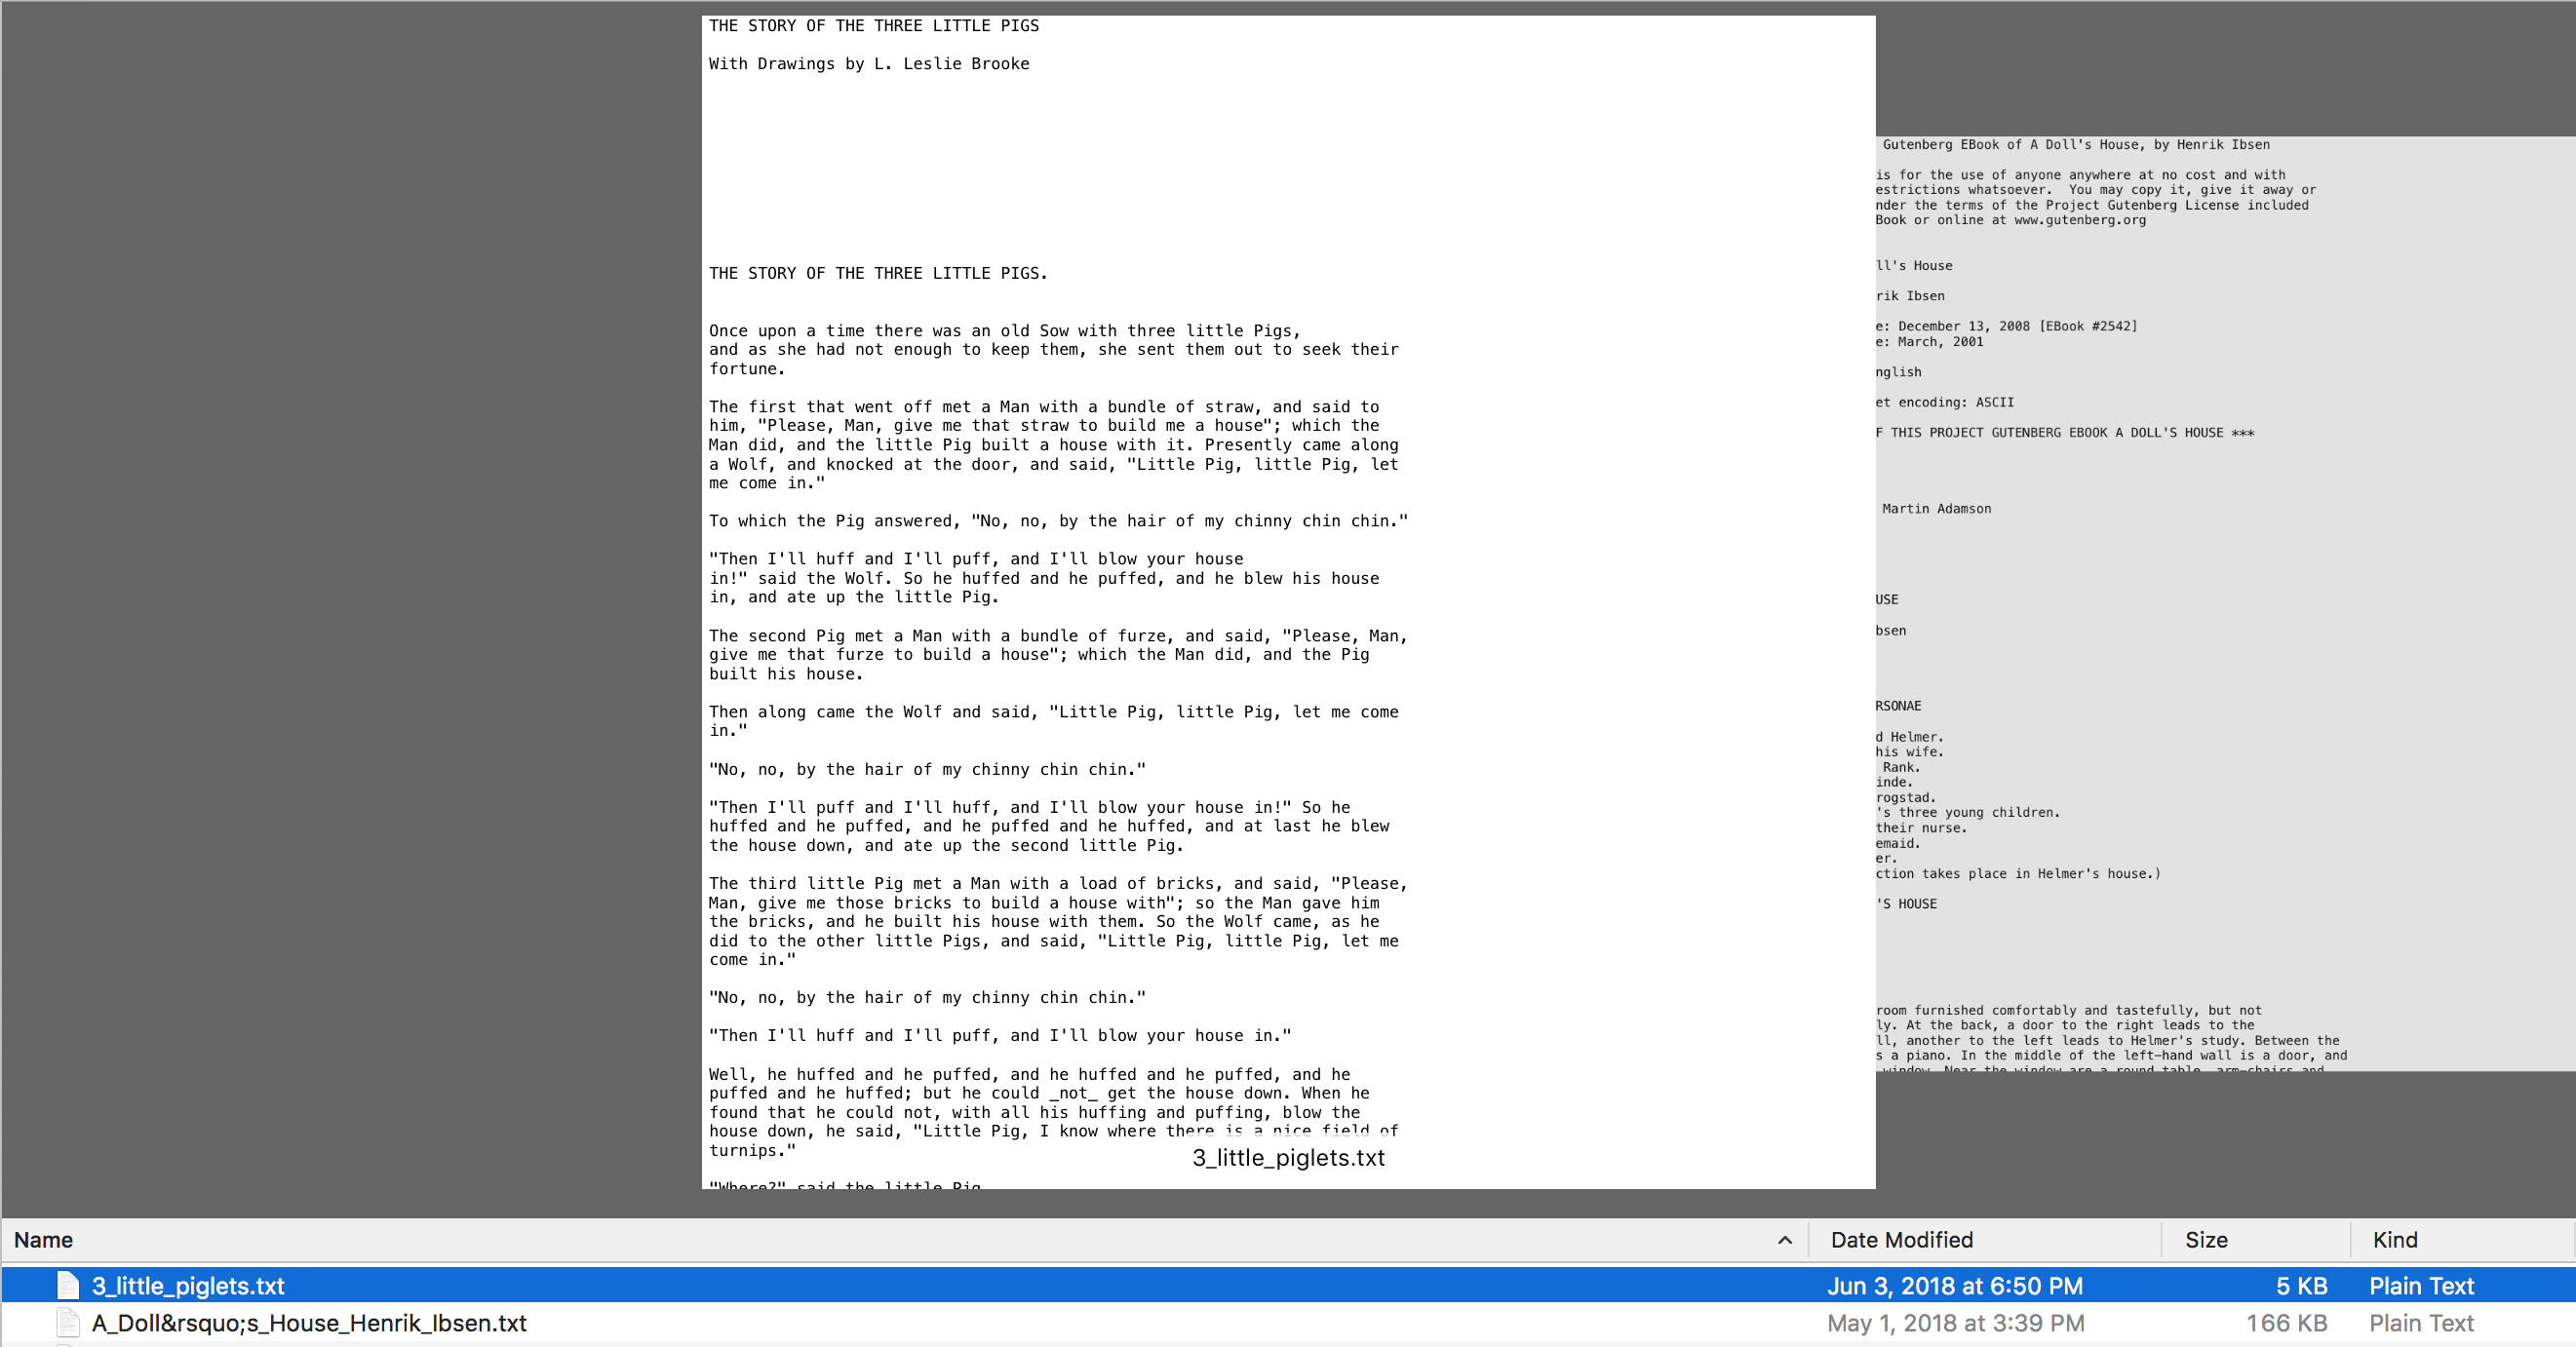 THE STORY OF THE THREE LITTLE PIGS
With Drawings by L. Leslie Brooke
THE STORY OF THE THREE LITTLE PIGS.
Once upon a time there was an old Sow with three little Pigs,
and as she had not enough to keep them, she sent them out to seek their
fortune.
The first that went off met a Man with a bundle of straw, and said to
him, "Please, Man, give me that straw to build me a house"; which the
Man did, and the little Pig built a house with it. Presently came along
a Wolf, and knocked at the door, and said, "Little Pig, little Pig, let
me come in."
To which the Pig answered, "No, no, by the hair of my chinny chin chin."
"Then I'll huff and I'll puff, and I'll blow your house
in!" said the Wolf. So he huffed and he puffed, and he blew his house
in, and ate up the little Pig.
The second Pig met a Man with a bundle of furze, and said, "Please, Man,
give me that furze to build a house"; which the Man did, and the Pig
built his house.
Then along came the Wolf and said, "Little Pig, little Pig, let me come
in."
"No, no, by the hair of my chinny chin chin."
"Then I'll puff and I'll huff, and I'll blow your house in!" So he
huffed and he puffed, and he puffed and he huffed, and at last he blew
the house down, and ate up the second little Pig.
The third little Pig met a Man with a load of bricks, and said, "Please,
Man, give me those bricks to build a house with"; so the Man gave him
the bricks, and he built his house with them. So the Wolf came, as he
did to the other little Pigs, and said, "Little Pig, little Pig, let me
come in."
"No, no, by the hair of my chinny chin chin."
"Then I'll huff and I'll puff, and I'll blow your house in."
Well, he huffed and he puffed, and he huffed and he puffed, and he
puffed and he huffed; but he could _not_ get the house down. When he
found that he could not, with all his huffing and puffing, blow the
house down, he said, "Little Pig, I know where there is a nice field of
turnips."
"Where?" said the little Pig
3_little_piglets.txt
Gutenberg EBook of A Doll's House, by Henrik Ibsen
is for the use of anyone anywhere at no cost and with
estrictions whatsoever.  You may copy it, give it away or
nder the terms of the Project Gutenberg License included
Book or online at www.gutenberg.org
ll's House
rik Ibsen
e: December 13, 2008 [EBook #2542]
e: March, 2001
nglish
et encoding: ASCII
F THIS PROJECT GUTENBERG EBOOK A DOLL'S HOUSE ***
Martin Adamson
USE
bsen
RSONAE
d Helmer.
his wife.
Rank.
inde.
rogstad.
's three young children.
their nurse.
emaid.
er.
ction takes place in Helmer's house.)
'S HOUSE
room furnished comfortably and tastefully, but not
ly. At the back, a door to the right leads to the
ll, another to the left leads to Helmer's study. Between the
s a piano. In the middle of the left-hand wall is a door, and
window. Near the window are a round table, arm-chairs and
Name Date Modified Size Kind
3_little_piglets.txt Jun 3, 2018 at 6:50 PM 5 KB Plain Text
A_Doll&rsquo;s_House_Henrik_Ibsen.txt May 1, 2018 at 3:39 PM 166 KB Plain Text